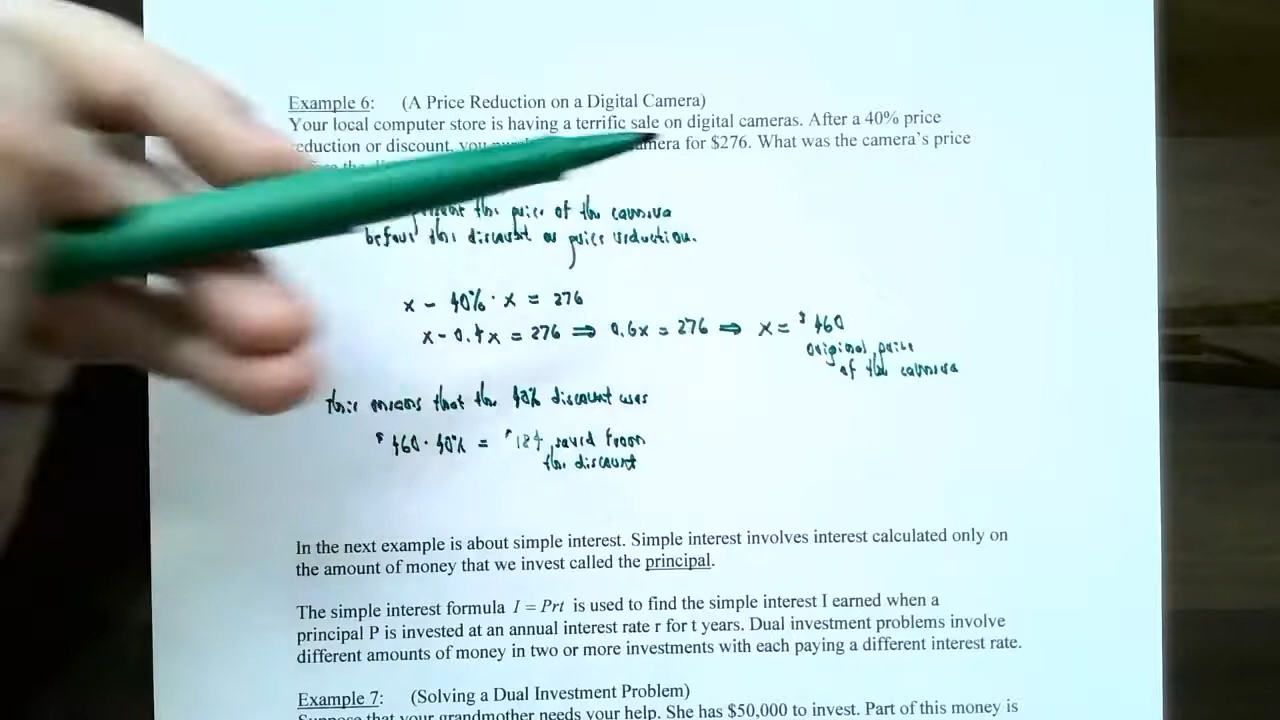 Example 6: (A Price Reduction on a Digital Camera)
Your local computer store is having a terrific sale on digital cameras. After a 40% price
eduction or discount, you for $276. What was the camera's price
the price of the camera
before the discount or price reduction.
x - 40% · x = 276
x - 0.4x = 276 ⇒ 0.6x = 276 ⇒ x = $460
original price
of the camera
This means that the 40% discount was
$460 · 40% = $184 saved from
the discount
In the next example is about simple interest. Simple interest involves interest calculated only on
the amount of money that we invest called the principal.
The simple interest formula I = Prt is used to find the simple interest I earned when a
principal P is invested at an annual interest rate r for t years. Dual investment problems involve
different amounts of money in two or more investments with each paying a different interest rate.
Example 7: (Solving a Dual Investment Problem)
Suppose that your grandmother needs your help. She has $50,000 to invest. Part of this money is